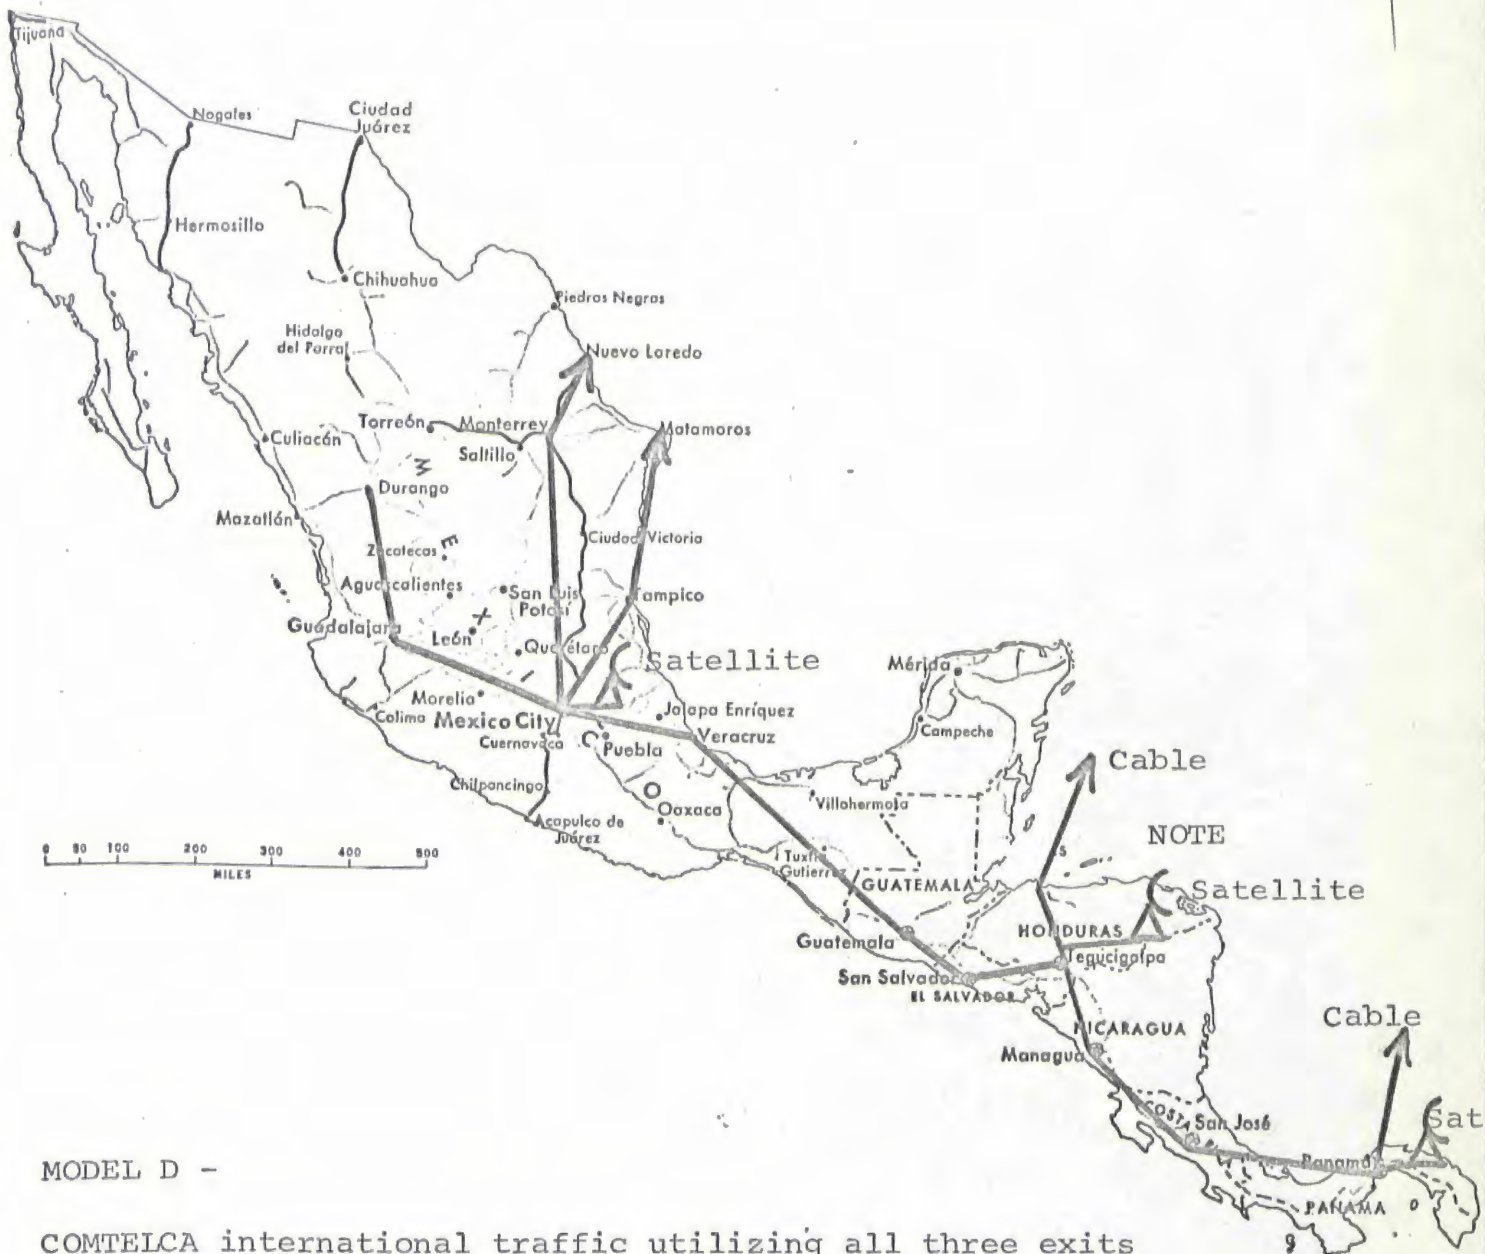 Tijuana
Nogales
Ciudad
Juárez
Hermosillo
Chihuahua
Piedras Negras
Hidalgo
del Parral
Nuevo Laredo
Torreón
Monterrey
Matamoros
Culiacán
Saltillo
M
Durango
Mazatlán
Ciudad Victoria
Zacatecas
E
Aguascalientes
San Luis
Potosí
Tampico
X
Guadalajara
León
Querétaro
I
Satellite
Mérida
Morelia
Colima
Mexico City
Jalapa Enríquez
Campeche
Cuernavaca
C
Puebla
Veracruz
Cable
Chilpancingo
O
Oaxaca
Villahermosa
Acapulco de
Juárez
NOTE
0 50 100 200 300 400 500
MILES
Tuxtla
Gutierrez
GUATEMALA
Satellite
HONDURAS
Guatemala
Tegucigalpa
San Salvador
EL SALVADOR
Cable
NICARAGUA
Managua
COSTA
San José
Sat
Panamá
PANAMA
MODEL D -
COMTELCA international traffic utilizing all three exits